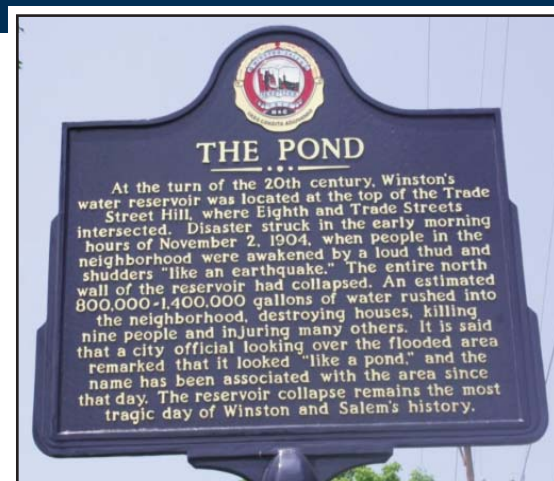 THE POND
At the turn of the 20th century, Winston's
water reservoir was located at the top of the Trade
Street Hill, where Eighth and Trade Streets
intersected. Disaster struck in the early morning
hours of November 2, 1904, when people in the
neighborhood were awakened by a loud thud and
shudders "like an earthquake." The entire north
wall of the reservoir had collapsed. An estimated
800,000-1,400,000 gallons of water rushed into
the neighborhood, destroying houses, killing
nine people and injuring many others. It is said
that a city official looking over the flooded area
remarked that it looked "like a pond," and the
name has been associated with the area since
that day. The reservoir collapse remains the most
tragic day of Winston and Salem's history.